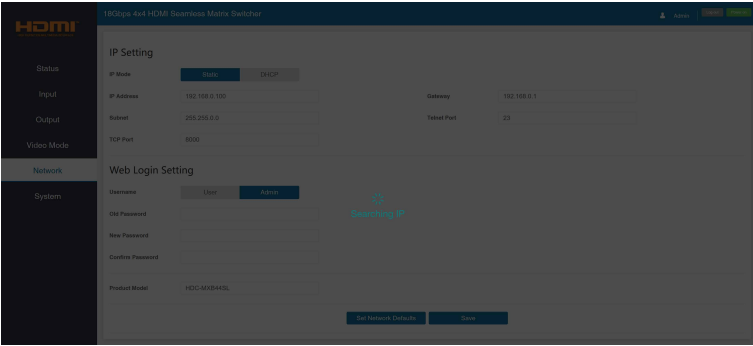 18Gbps 4x4 HDMI Seamless Matrix Switcher
Admin
HDMI
Status
Input
Output
Video Mode
Network
System
IP Setting
IP Mode Static DHCP
IP Address 192.168.0.100 Gateway 192.168.0.1
Subnet 255.255.0.0 Telnet Port 23
TCP Port 8000
Web Login Setting
Username User Admin
Searching IP
Old Password
New Password
Confirm Password
Product Model HDC-MXB44SL
Set Network Defaults Save